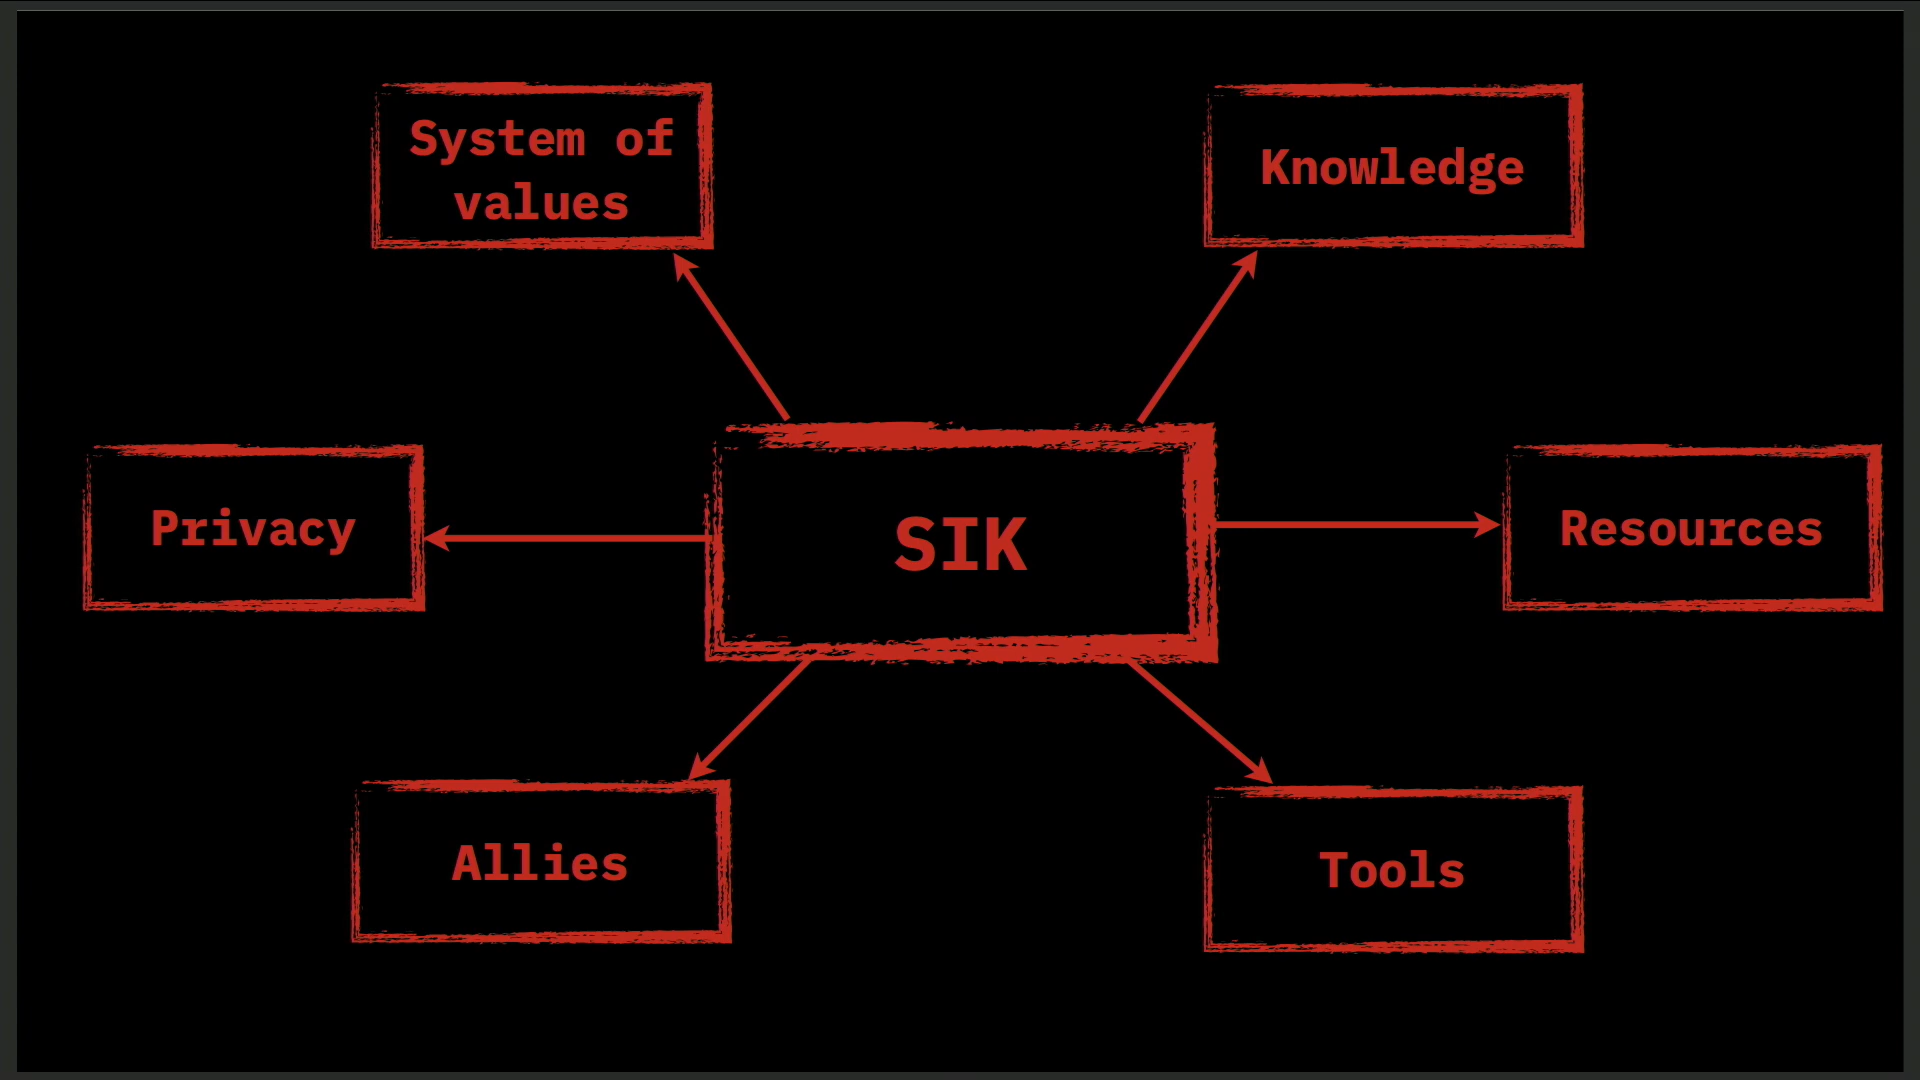 System of
values
Knowledge
Privacy
SIK
Resources
Allies
Tools